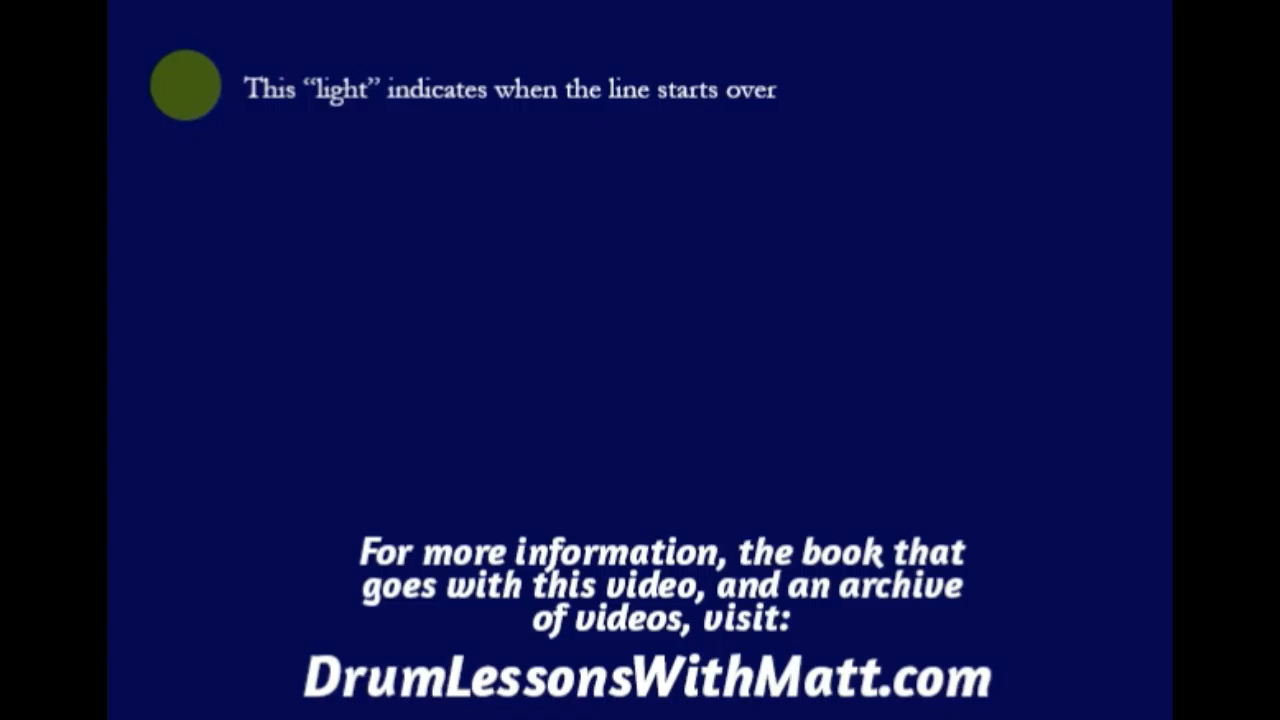 This “light” indicates when the line starts over
For more information, the book that
goes with this video, and an archive
of videos, visit:
DrumLessonsWithMatt.com